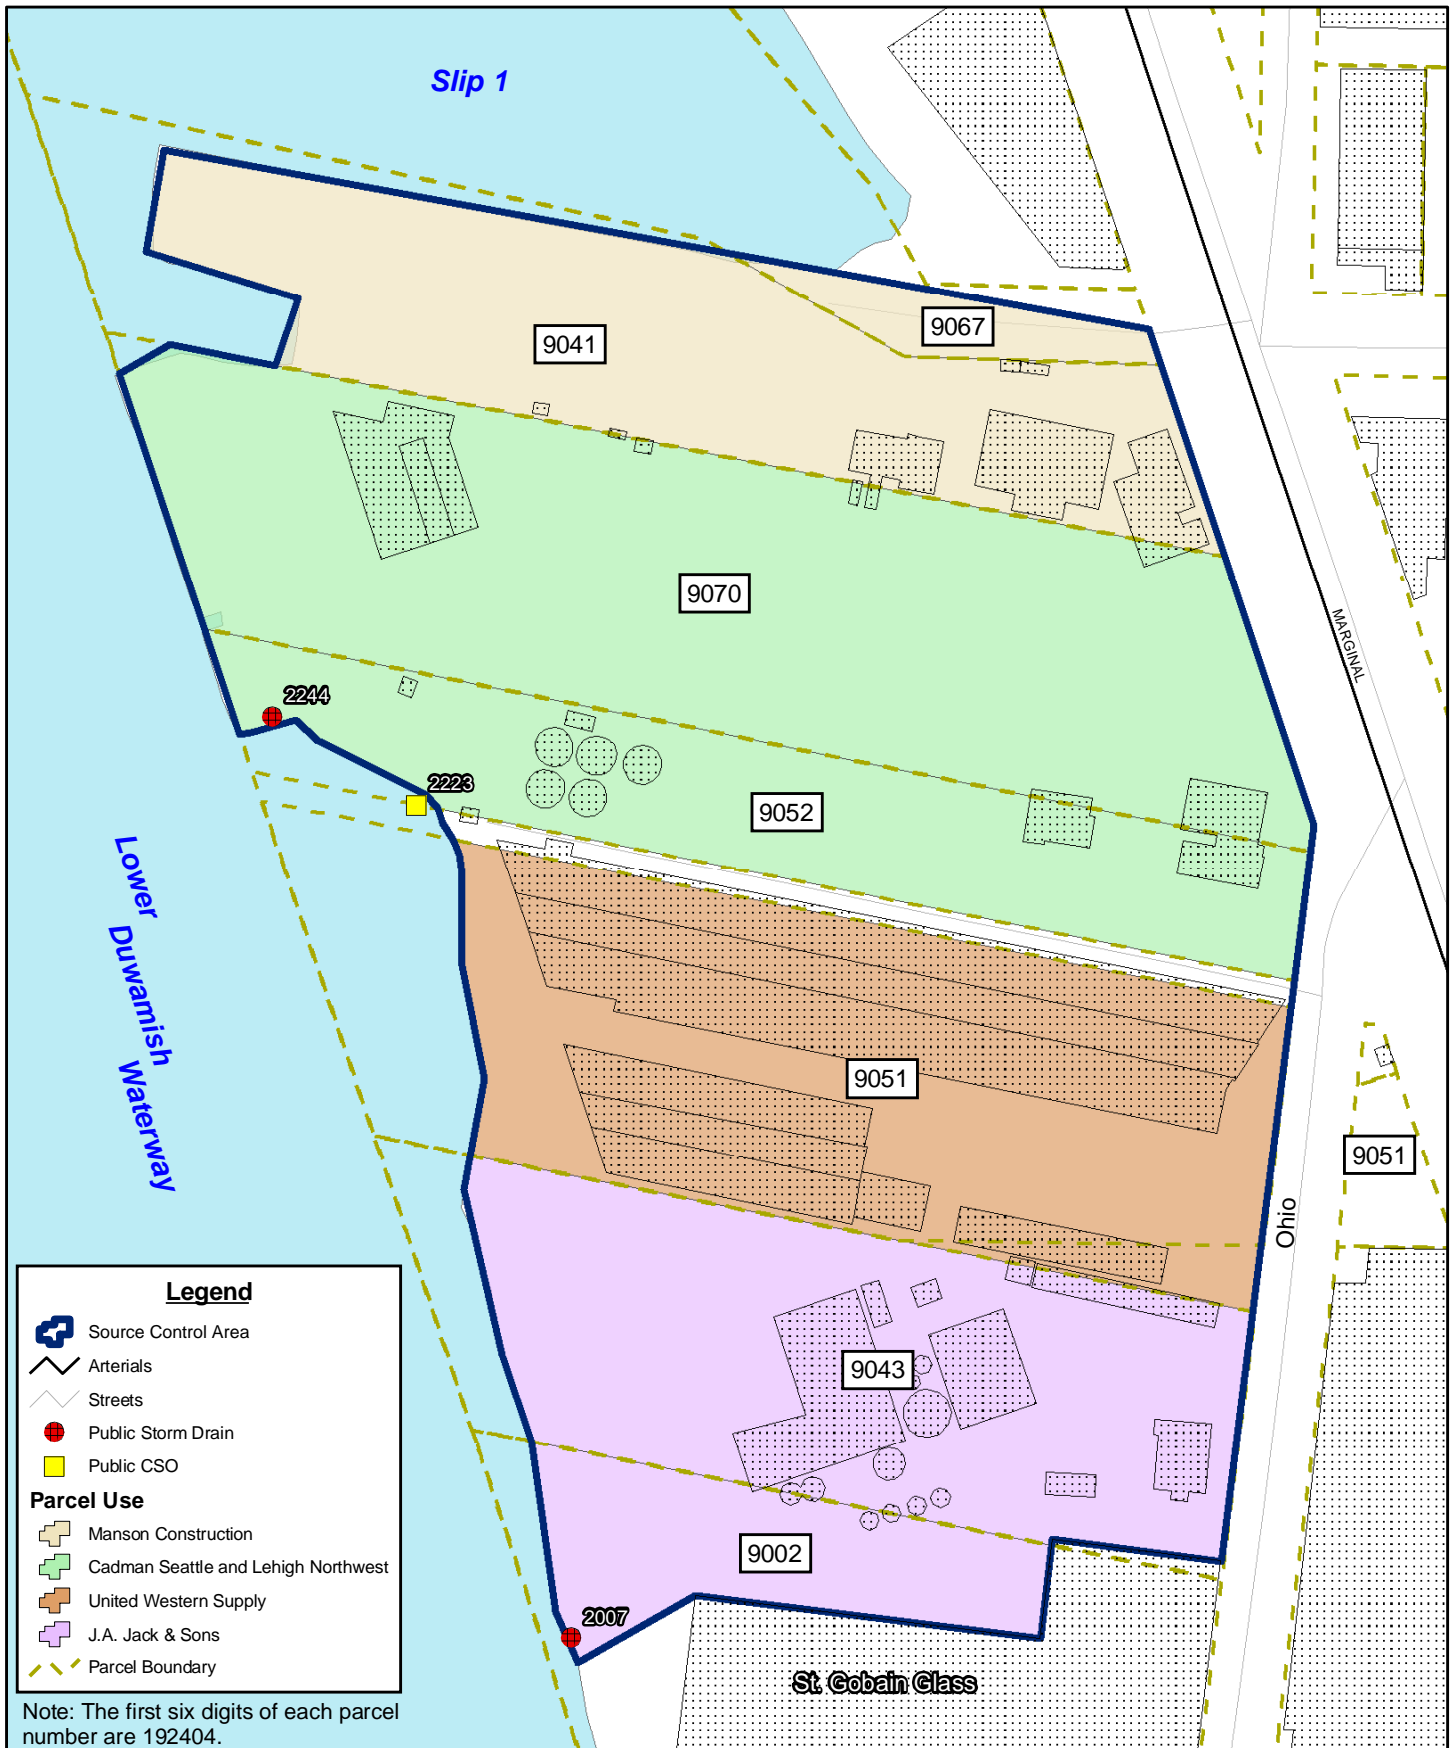 Slip 1
9067
9041
9070
MARGINAL
2244
2223
9052
Lower
Duwamish
Waterway
9051
9051
Ohio
9043
9002
2007
St. Gobain Glass
Legend
Source Control Area
Arterials
Streets
Public Storm Drain
Public CSO
Parcel Use
Manson Construction
Cadman Seattle and Lehigh Northwest
United Western Supply
J.A. Jack & Sons
Parcel Boundary
Note: The first six digits of each parcel
number are 192404.